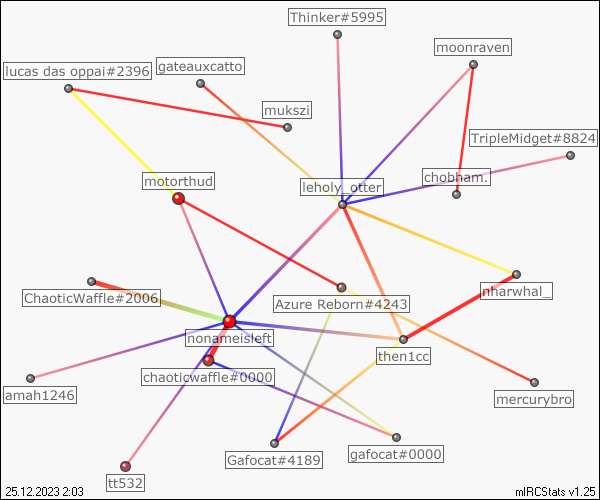 Thinker#5995
moonraven
gateauxcatto
lucas das oppai#2396
mukszi
TripleMidget#8824
chobham.
motorthud
leholy_otter
nharwhal_
ChaoticWaffle#2006
Azure Reborn#4243
nonameisleft
then1cc
chaoticwaffle#0000
amah1246
mercurybro
gafocat#0000
Gafocat#4189
tt532
25.12.2023 2:03
mIRCStats v1.25